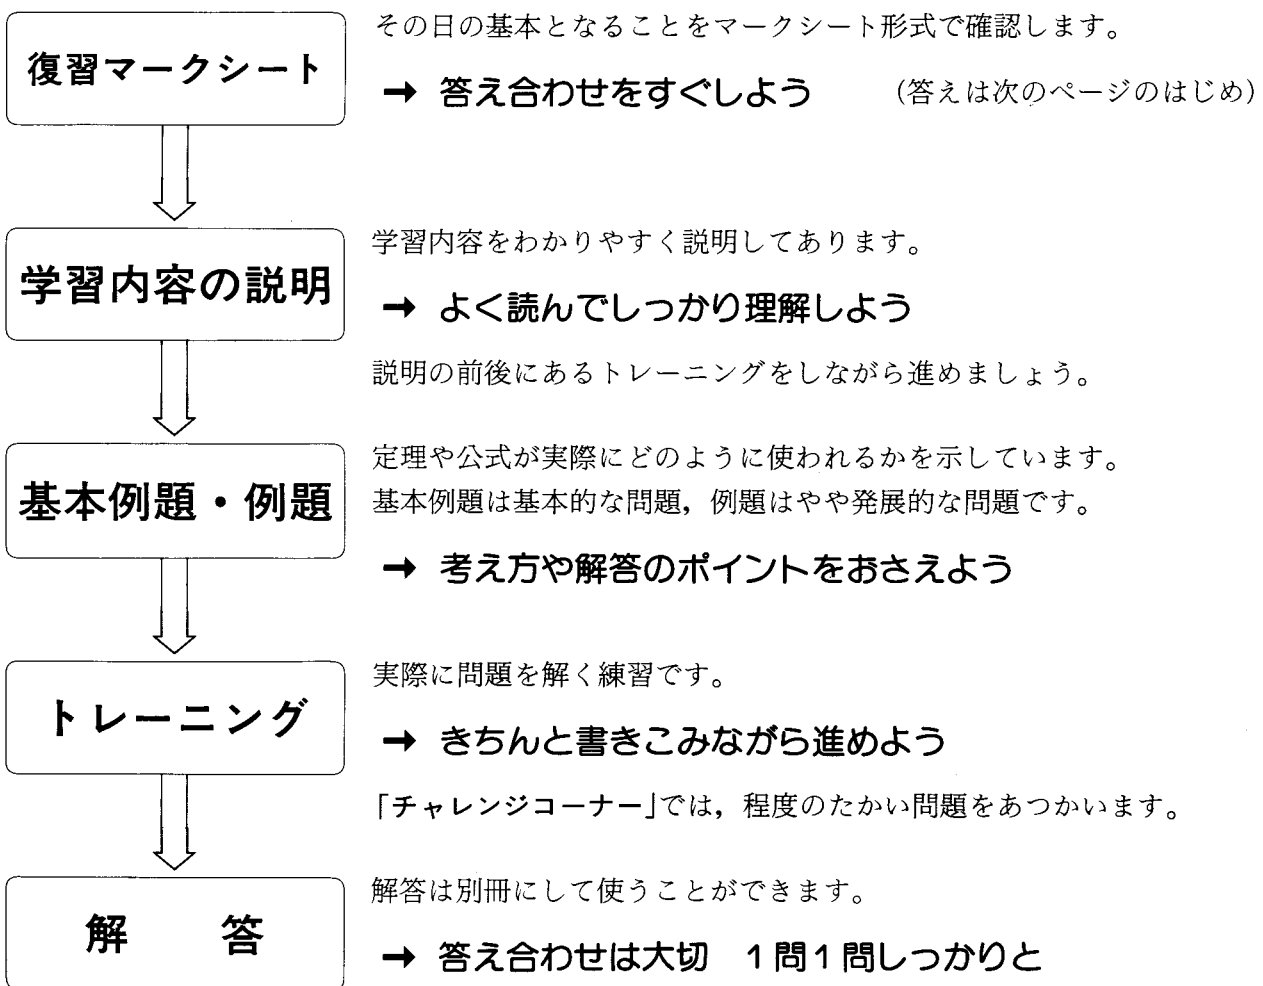 復習マークシート
その日の基本となることをマークシート形式で確認します。
→ 答え合わせをすぐしよう (答えは次のページのはじめ)
学習内容の説明
学習内容をわかりやすく説明してあります。
→ よく読んでしっかり理解しよう
説明の前後にあるトレーニングをしながら進めましょう。
基本例題・例題
定理や公式が実際にどのように使われるかを示しています。
基本例題は基本的な問題，例題はやや発展的な問題です。
→ 考え方や解答のポイントをおさえよう
トレーニング
実際に問題を解く練習です。
→ きちんと書きこみながら進めよう
「チャレンジコーナー」では，程度のたかい問題をあつかいます。
解 答
解答は別冊にして使うことができます。
→ 答え合わせは大切 1問1問しっかりと